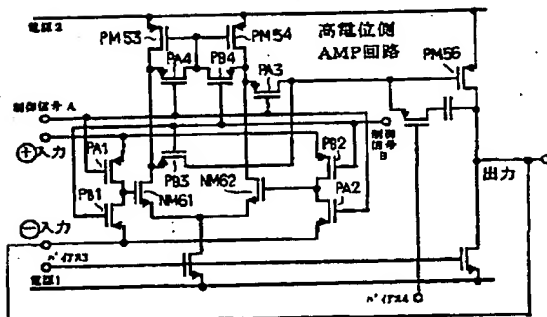 電源2
PM53
PM54
高電位側
AMP回路
PM56
PA4
PB4
PA3
制御信号 A
⊕入力
PA1
PB3
PB2
制御信号 B
PB1
NM61
NM62
PA2
出力
⊖入力
バイアス3
電源1
バイアス4